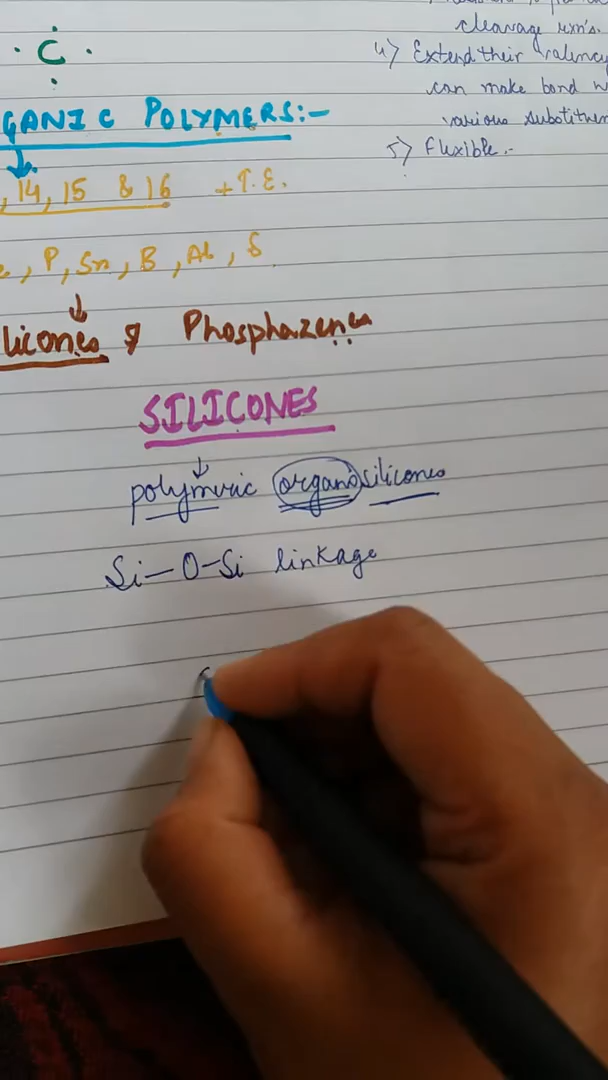 C
cleavage rxn's.
4) Extend their valency
can make bond w
various substituen
5) Flexible.-
GANIC POLYMERS:-
, 14, 15 & 16 + T.E.
, P, Sn, B, Al, S
licones & Phosphazenes
SILICONES
polymeric organosilicones
Si-O-Si linkage